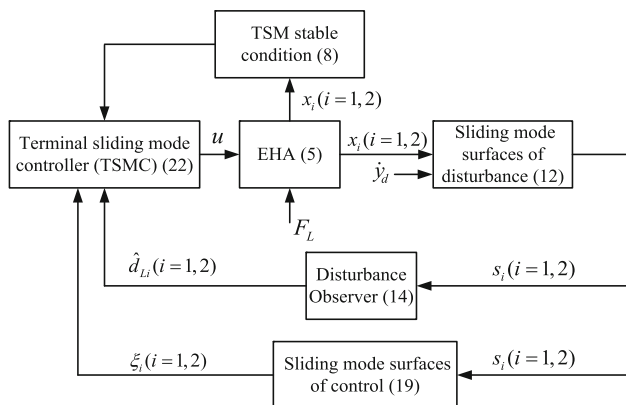 TSM stable
condition (8)
x_i(i=1,2)
Terminal sliding mode
controller (TSMC) (22)
u
EHA (5)
x_i(i=1,2)
ẏ_d
Sliding mode
surfaces of
disturbance (12)
F_L
d̂_{Li}(i=1,2)
Disturbance
Observer (14)
s_i(i=1,2)
ξ_i(i=1,2)
Sliding mode surfaces
of control (19)
s_i(i=1,2)